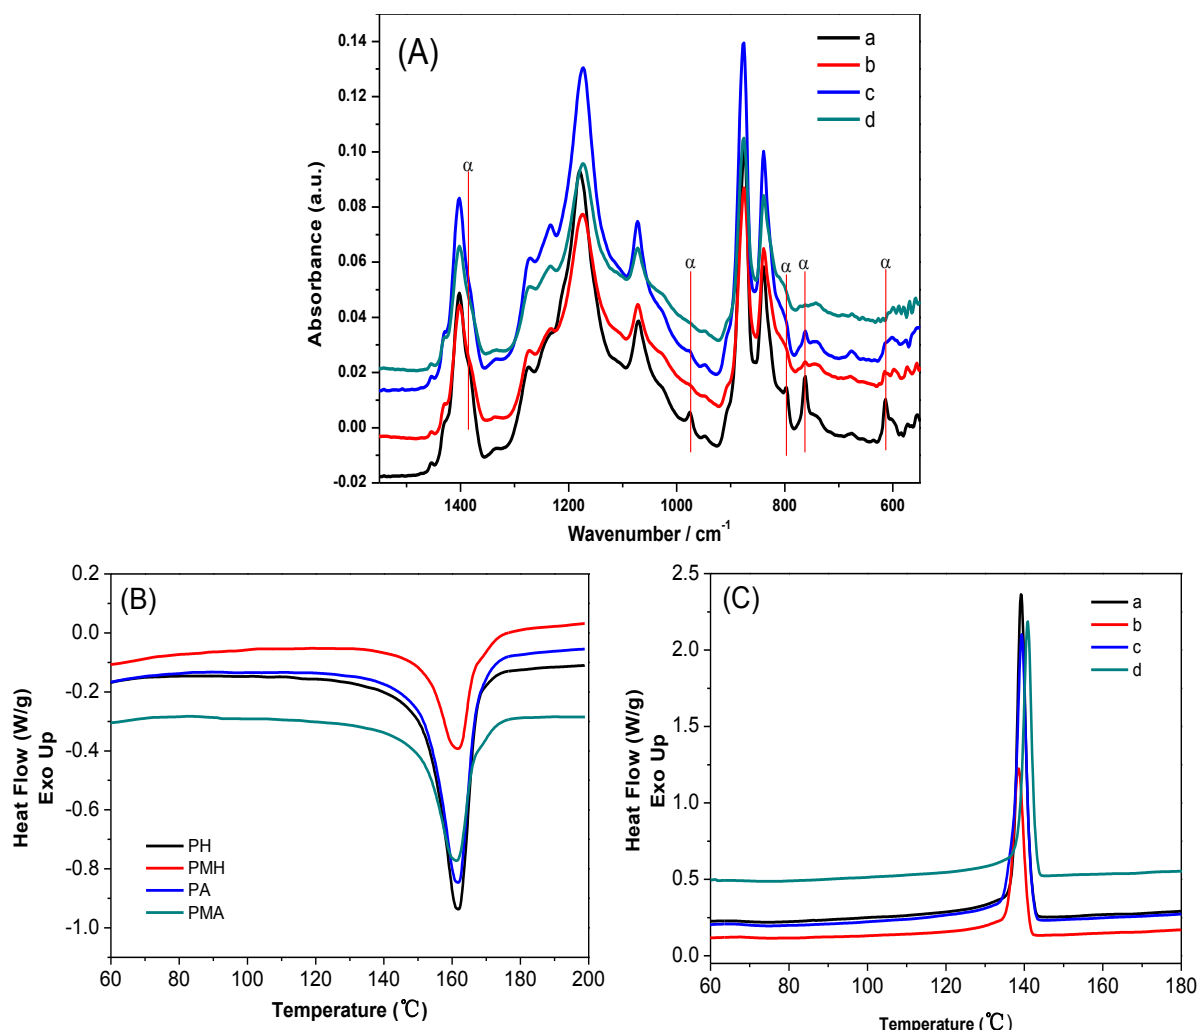 (A)
a
b
c
d
α
α
α
α
α
0.14
0.12
0.10
0.08
0.06
0.04
0.02
0.00
-0.02
Absorbance (a.u.)
1400
1200
1000
800
600
Wavenumber / cm-1
(B)
0.2
0.0
-0.2
-0.4
-0.6
-0.8
-1.0
Heat Flow (W/g)
Exo Up
PH
PMH
PA
PMA
60
80
100
120
140
160
180
200
Temperature (℃)
(C)
a
b
c
d
2.5
2.0
1.5
1.0
0.5
0.0
Heat Flow (W/g)
Exo Up
60
80
100
120
140
160
180
Temperature (℃)